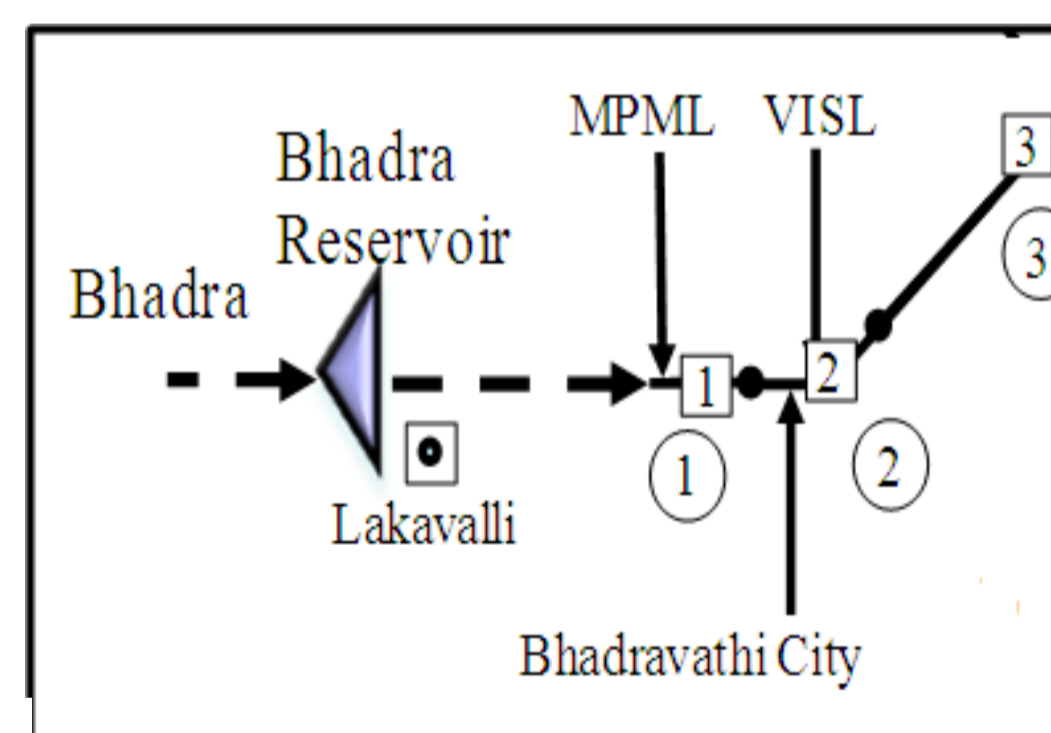 MPML
VISL
Bhadra
Reservoir
3
Bhadra
3
1
2
1
2
Lakavalli
Bhadravathi City